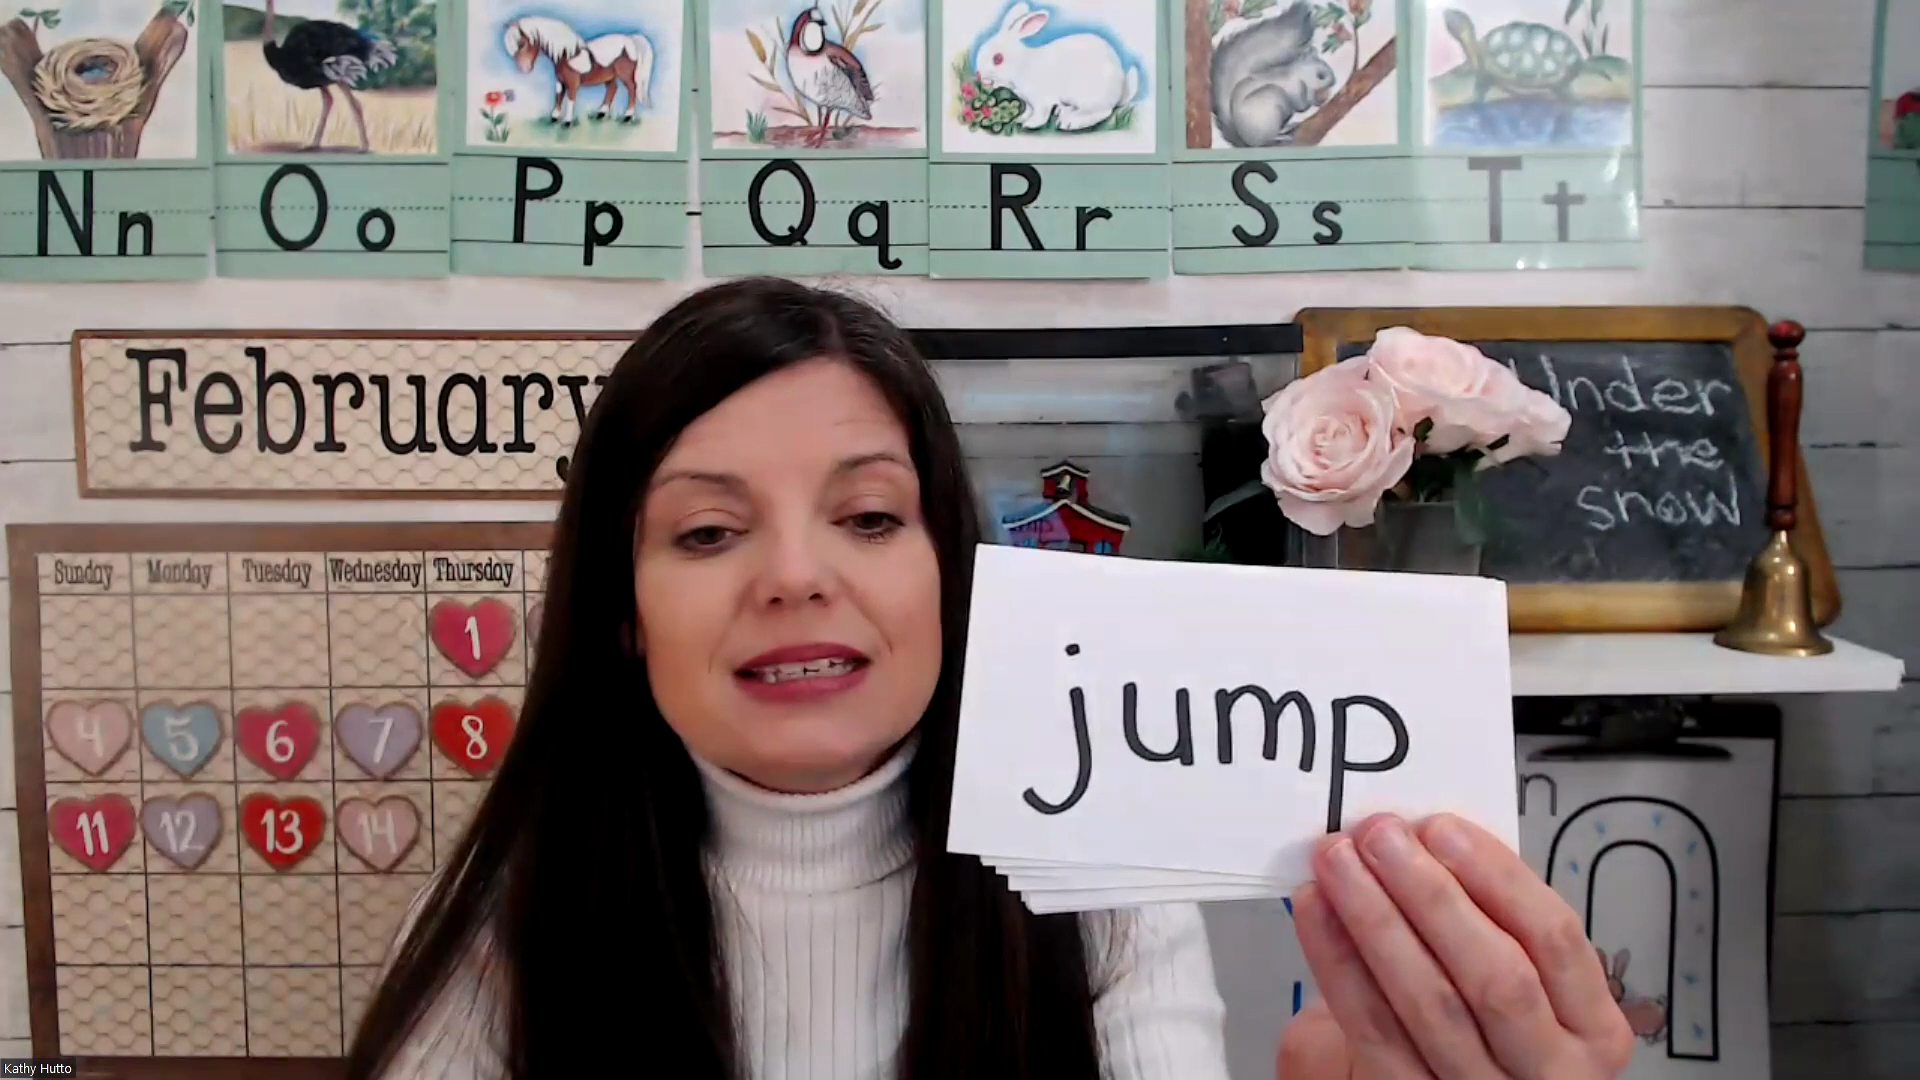 Nn Oo Pp Qq Rr Ss Tt
February
Under
the
snow
Sunday Monday Tuesday Wednesday Thursday
1
4 5 6 7 8
11 12 13 14
jump
n
Kathy Hutto